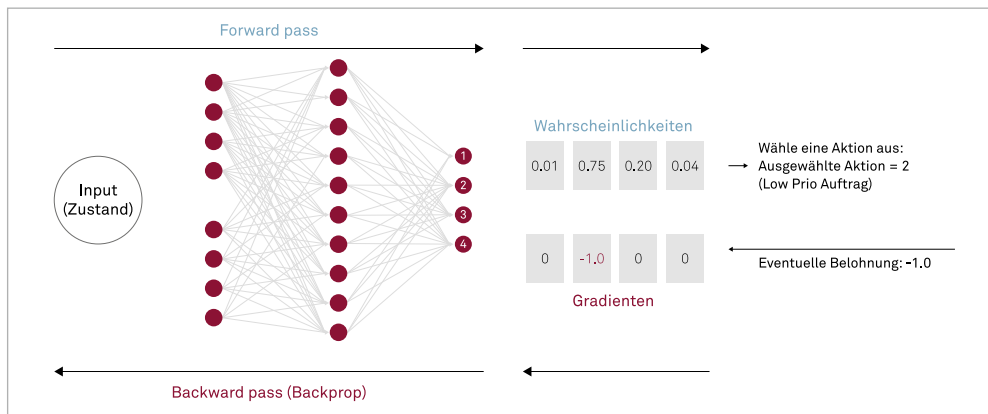 Forward pass
Input
(Zustand)
1
2
3
4
Wahrscheinlichkeiten
0.01 0.75 0.20 0.04
Wähle eine Aktion aus:
Ausgewählte Aktion = 2
(Low Prio Auftrag)
0 -1.0 0 0
Eventuelle Belohnung: -1.0
Gradienten
Backward pass (Backprop)